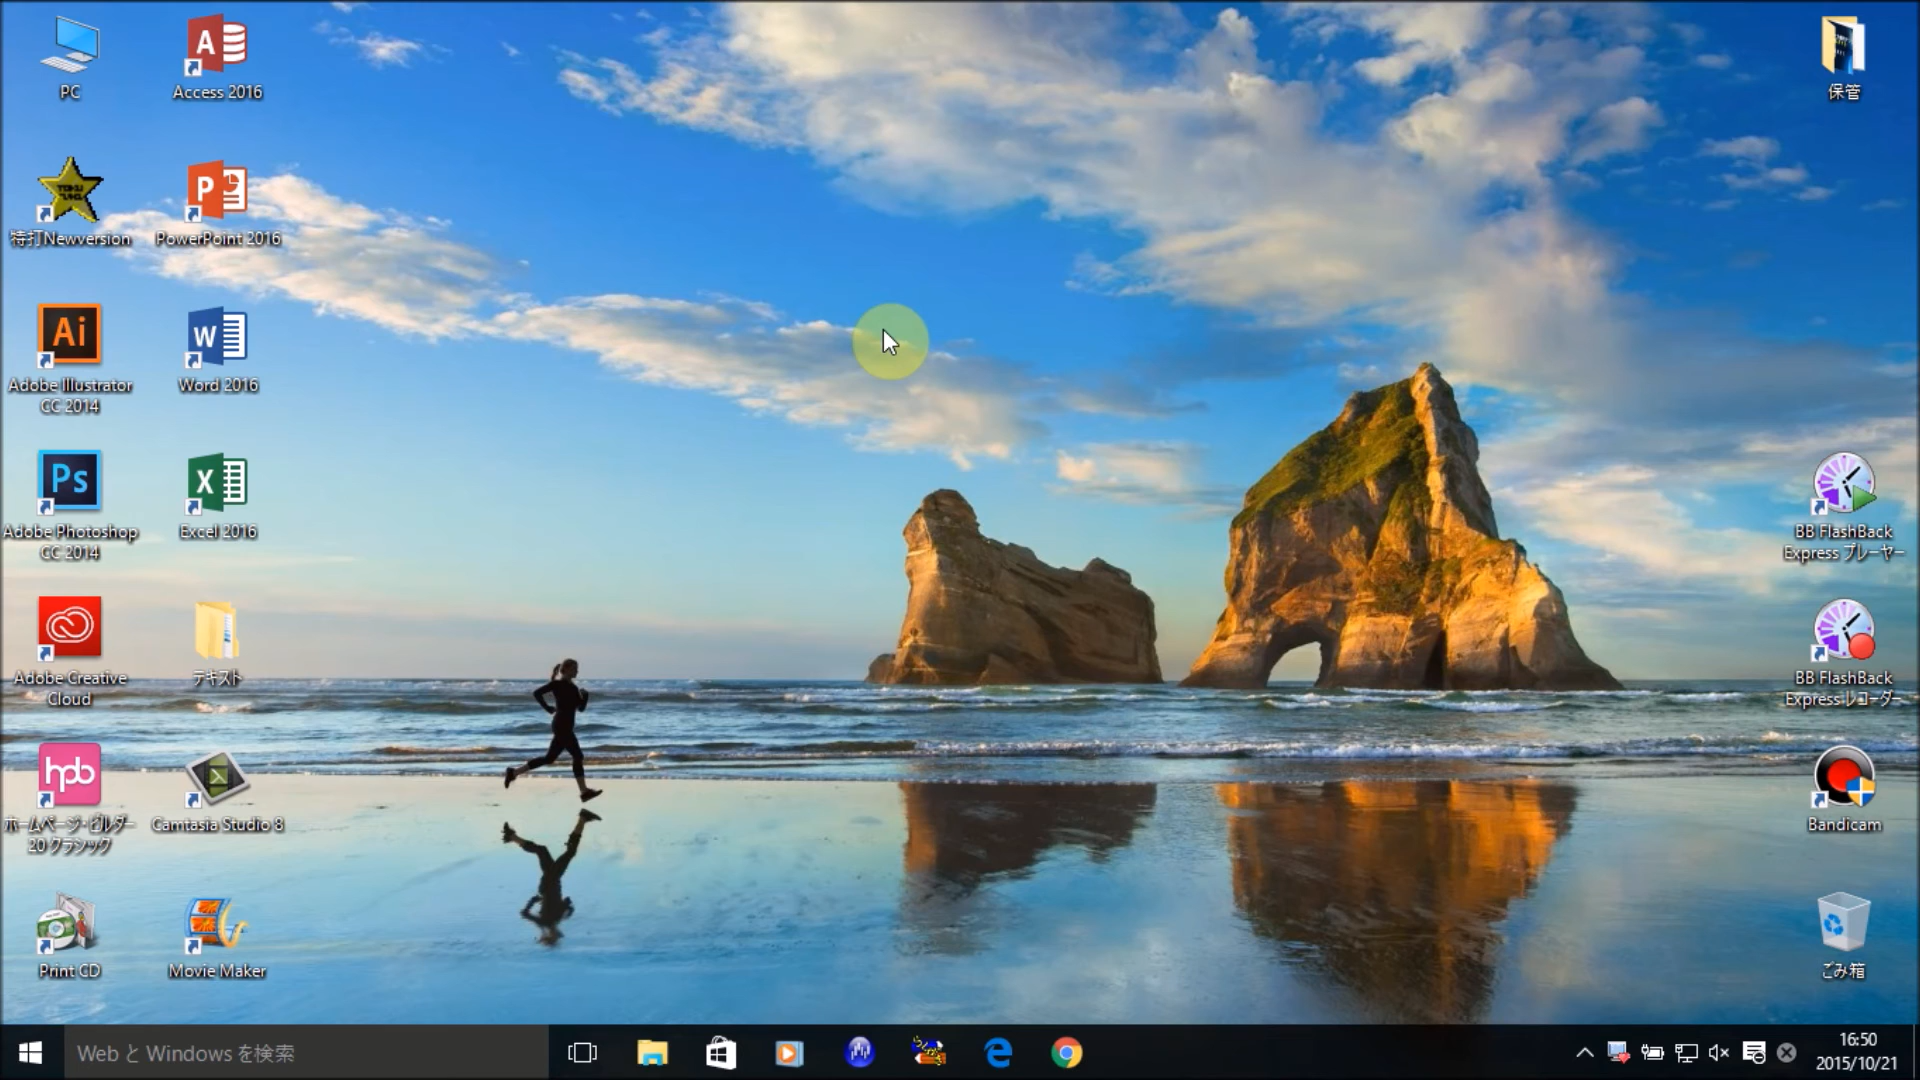 PC
Access 2016
保管
特打Newversion
PowerPoint 2016
Ai
Adobe Illustrator
CC 2014
Word 2016
Ps
Adobe Photoshop
CC 2014
Excel 2016
BB FlashBack
Express プレーヤー
Adobe Creative
Cloud
テキスト
BB FlashBack
Express レコーダー
hpb
ホームページ・ビルダー
20 クラシック
Camtasia Studio 8
Bandicam
Print CD
Movie Maker
ごみ箱
Web と Windows を検索
16:50
2015/10/21